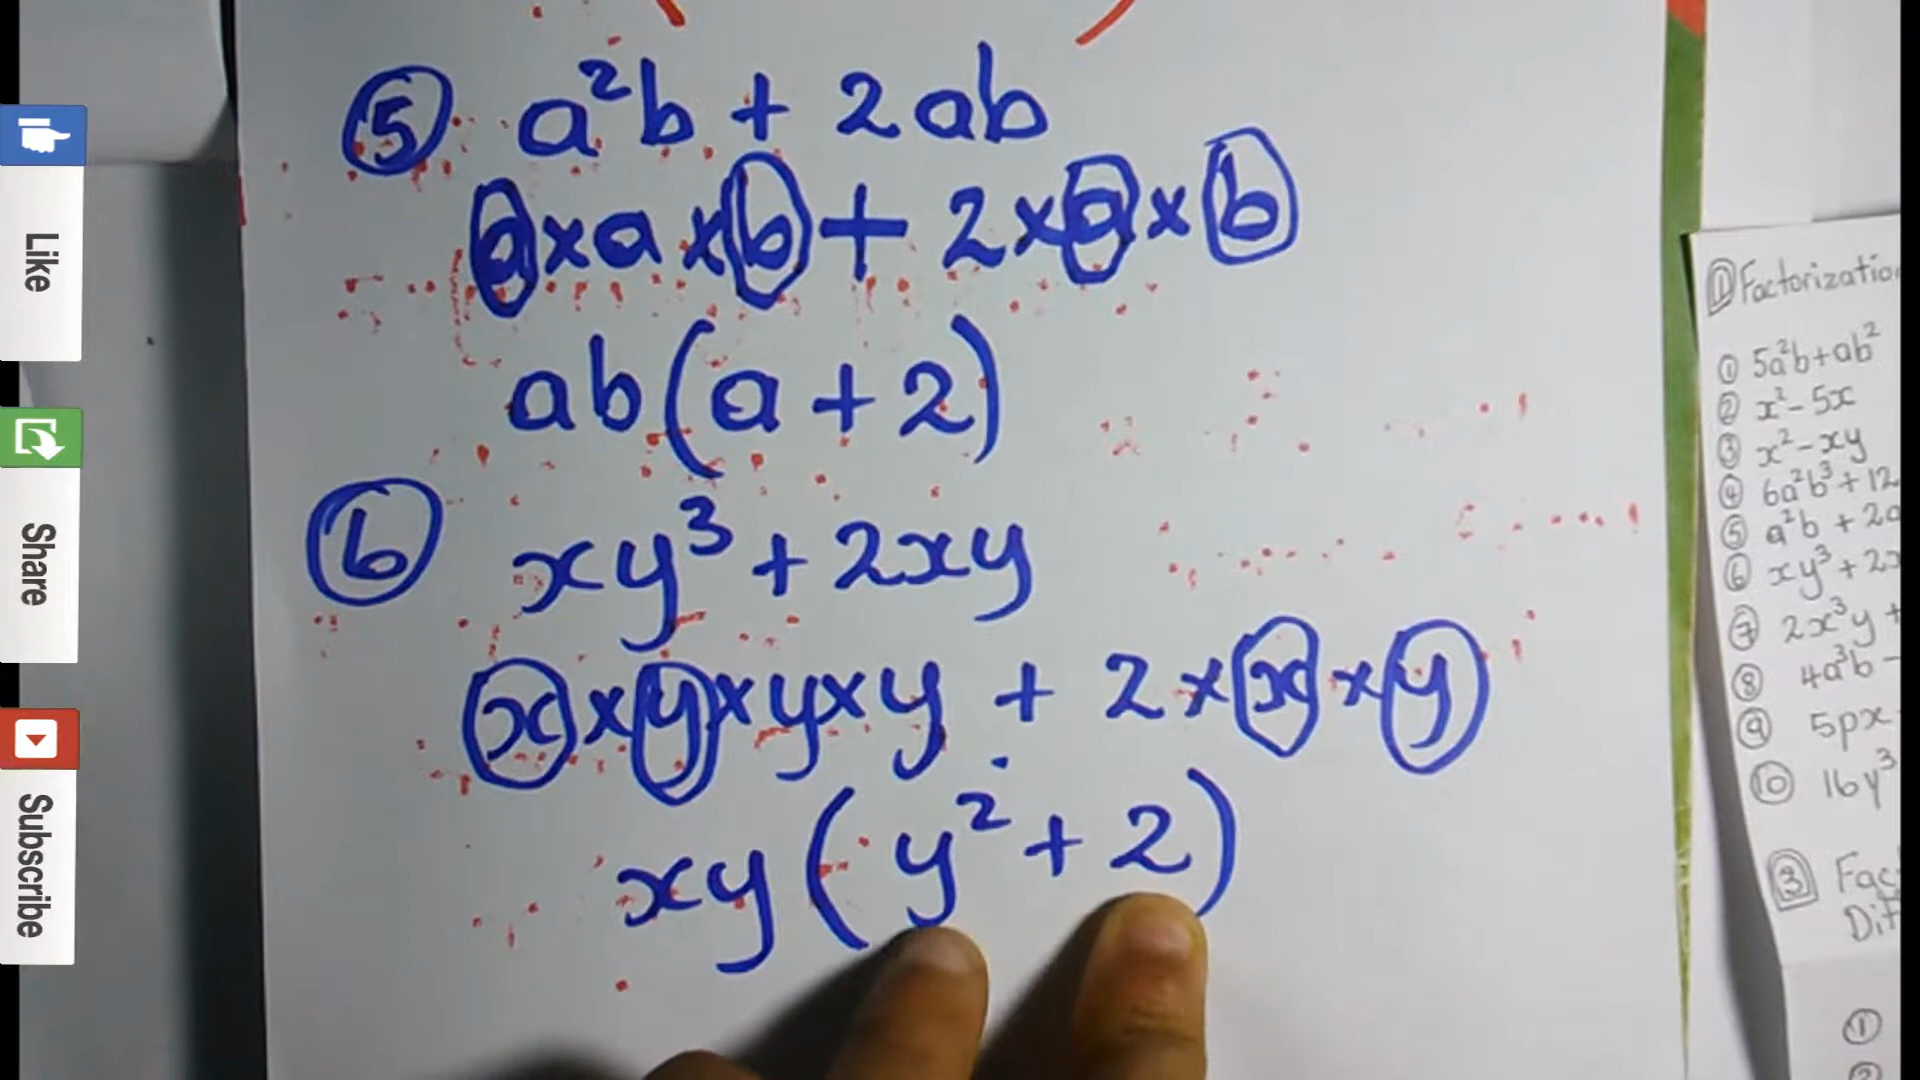 ⑤ a²b + 2ab
a×a×b + 2×a×b
ab(a+2)
⑥ xy³ + 2xy
x×y×y×y + 2×x×y
xy(y²+2)
Like
Share
Subscribe
① Factorizatio
① 5a²b+ab²
② x²-5x
③ x²-xy
④ 6a²b³+12
⑤ a²b + 2a
⑥ xy³ + 2x
⑦ 2x³y +
⑧ 4a³b -
⑨ 5px
⑩ 16y³
③ Fac
Dif
①
②